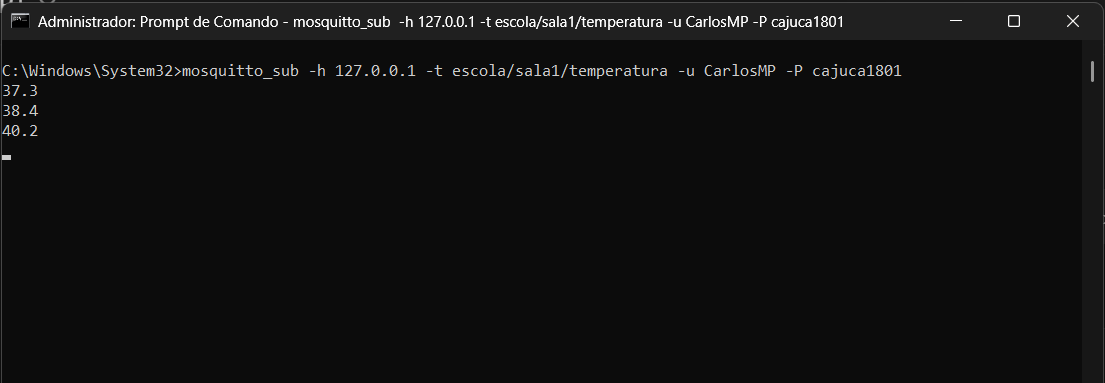 Administrador: Prompt de Comando - mosquitto_sub  -h 127.0.0.1 -t escola/sala1/temperatura -u CarlosMP -P cajuca1801
C:\Windows\System32>mosquitto_sub -h 127.0.0.1 -t escola/sala1/temperatura -u CarlosMP -P cajuca1801
37.3
38.4
40.2